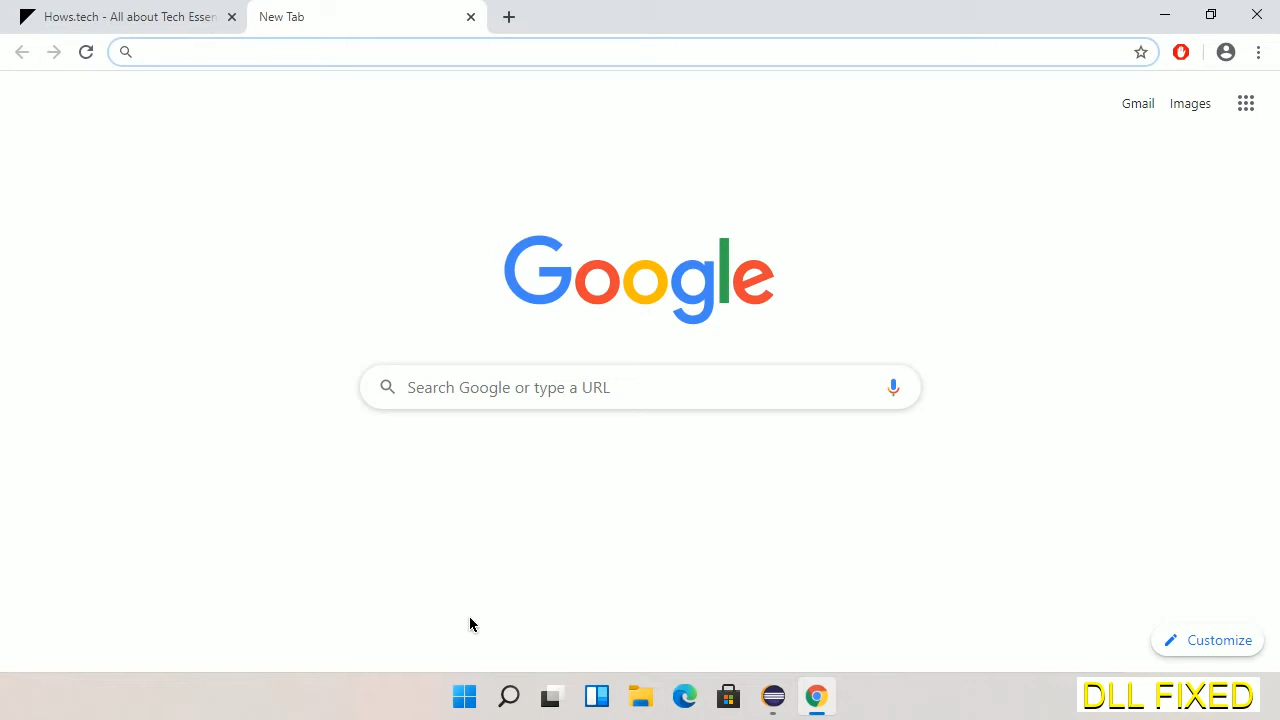 Hows.tech - All about Tech Essen
New Tab
Gmail Images
Google
Search Google or type a URL
Customize
DLL FIXED